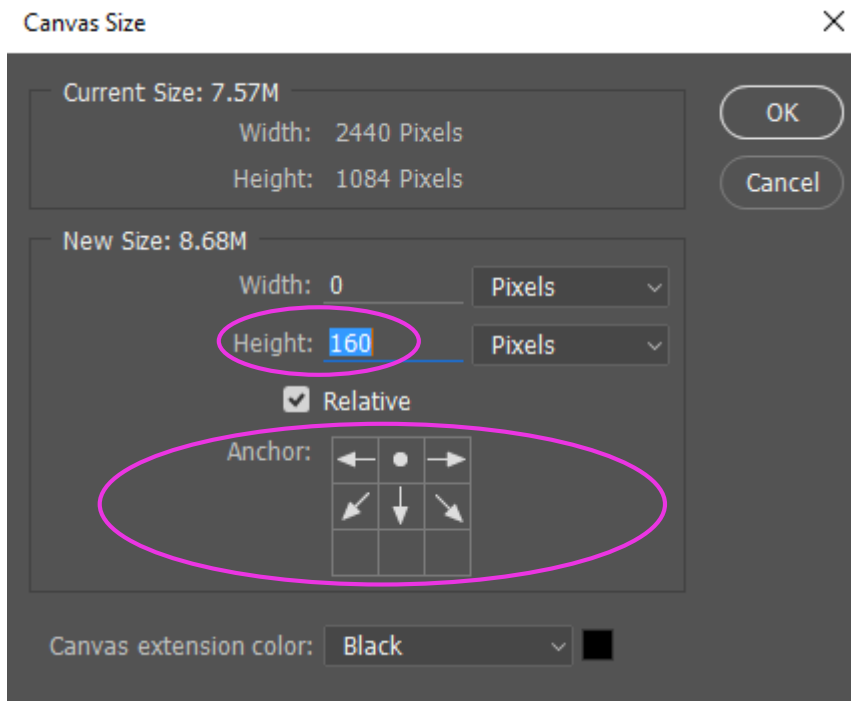 Canvas Size
Current Size: 7.57M
OK
Width: 2440 Pixels
Height: 1084 Pixels
Cancel
New Size: 8.68M
Width: 0 Pixels
Height: 160 Pixels
Relative
Anchor:
Canvas extension color: Black